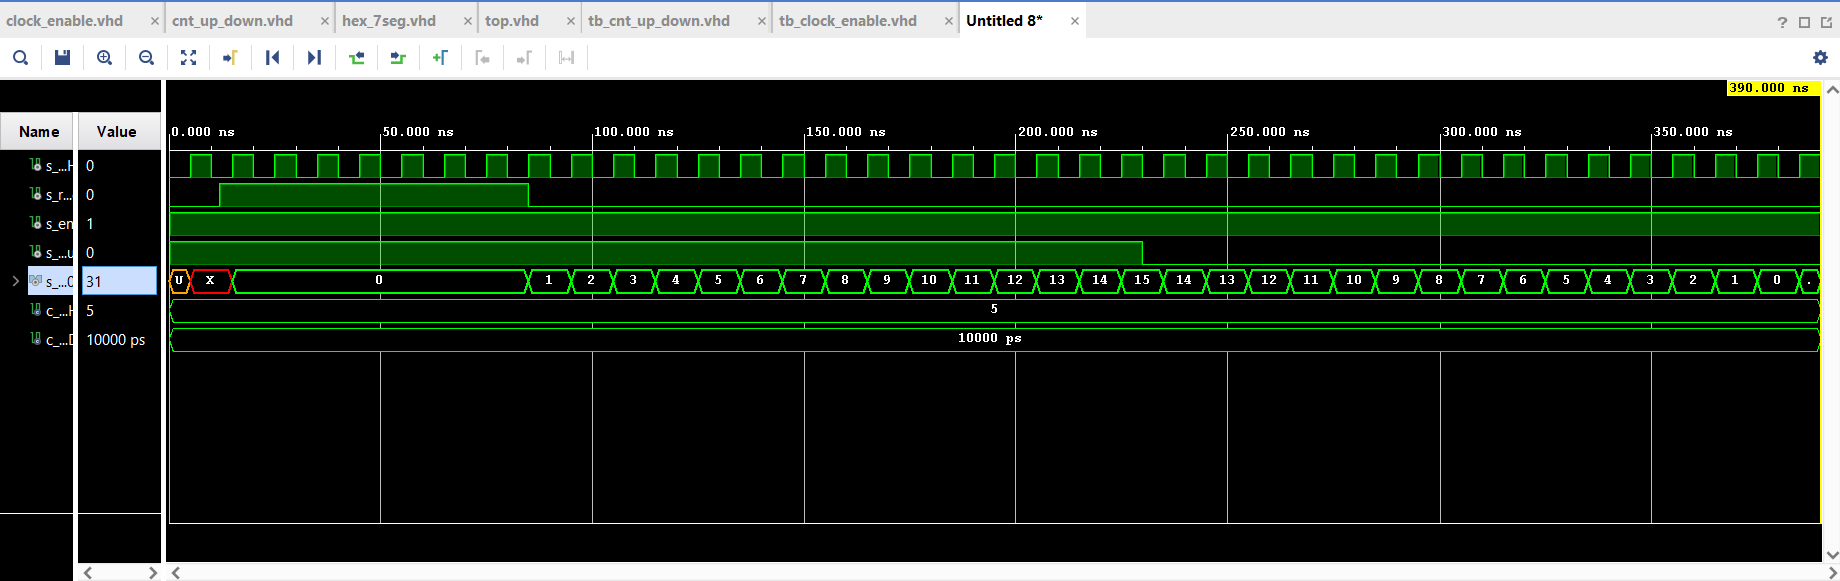 clock_enable.vhd × cnt_up_down.vhd × hex_7seg.vhd × top.vhd × tb_cnt_up_down.vhd × tb_clock_enable.vhd × Untitled 8* ×
390.000 ns
Name Value
0.000 ns 50.000 ns 100.000 ns 150.000 ns 200.000 ns 250.000 ns 300.000 ns 350.000 ns
s_...H 0
s_r... 0
s_en 1
s_...u 0
s_...0 31 U X 0 1 2 3 4 5 6 7 8 9 10 11 12 13 14 15 14 13 12 11 10 9 8 7 6 5 4 3 2 1 0 .
c_...H 5 5
c_...D 10000 ps 10000 ps